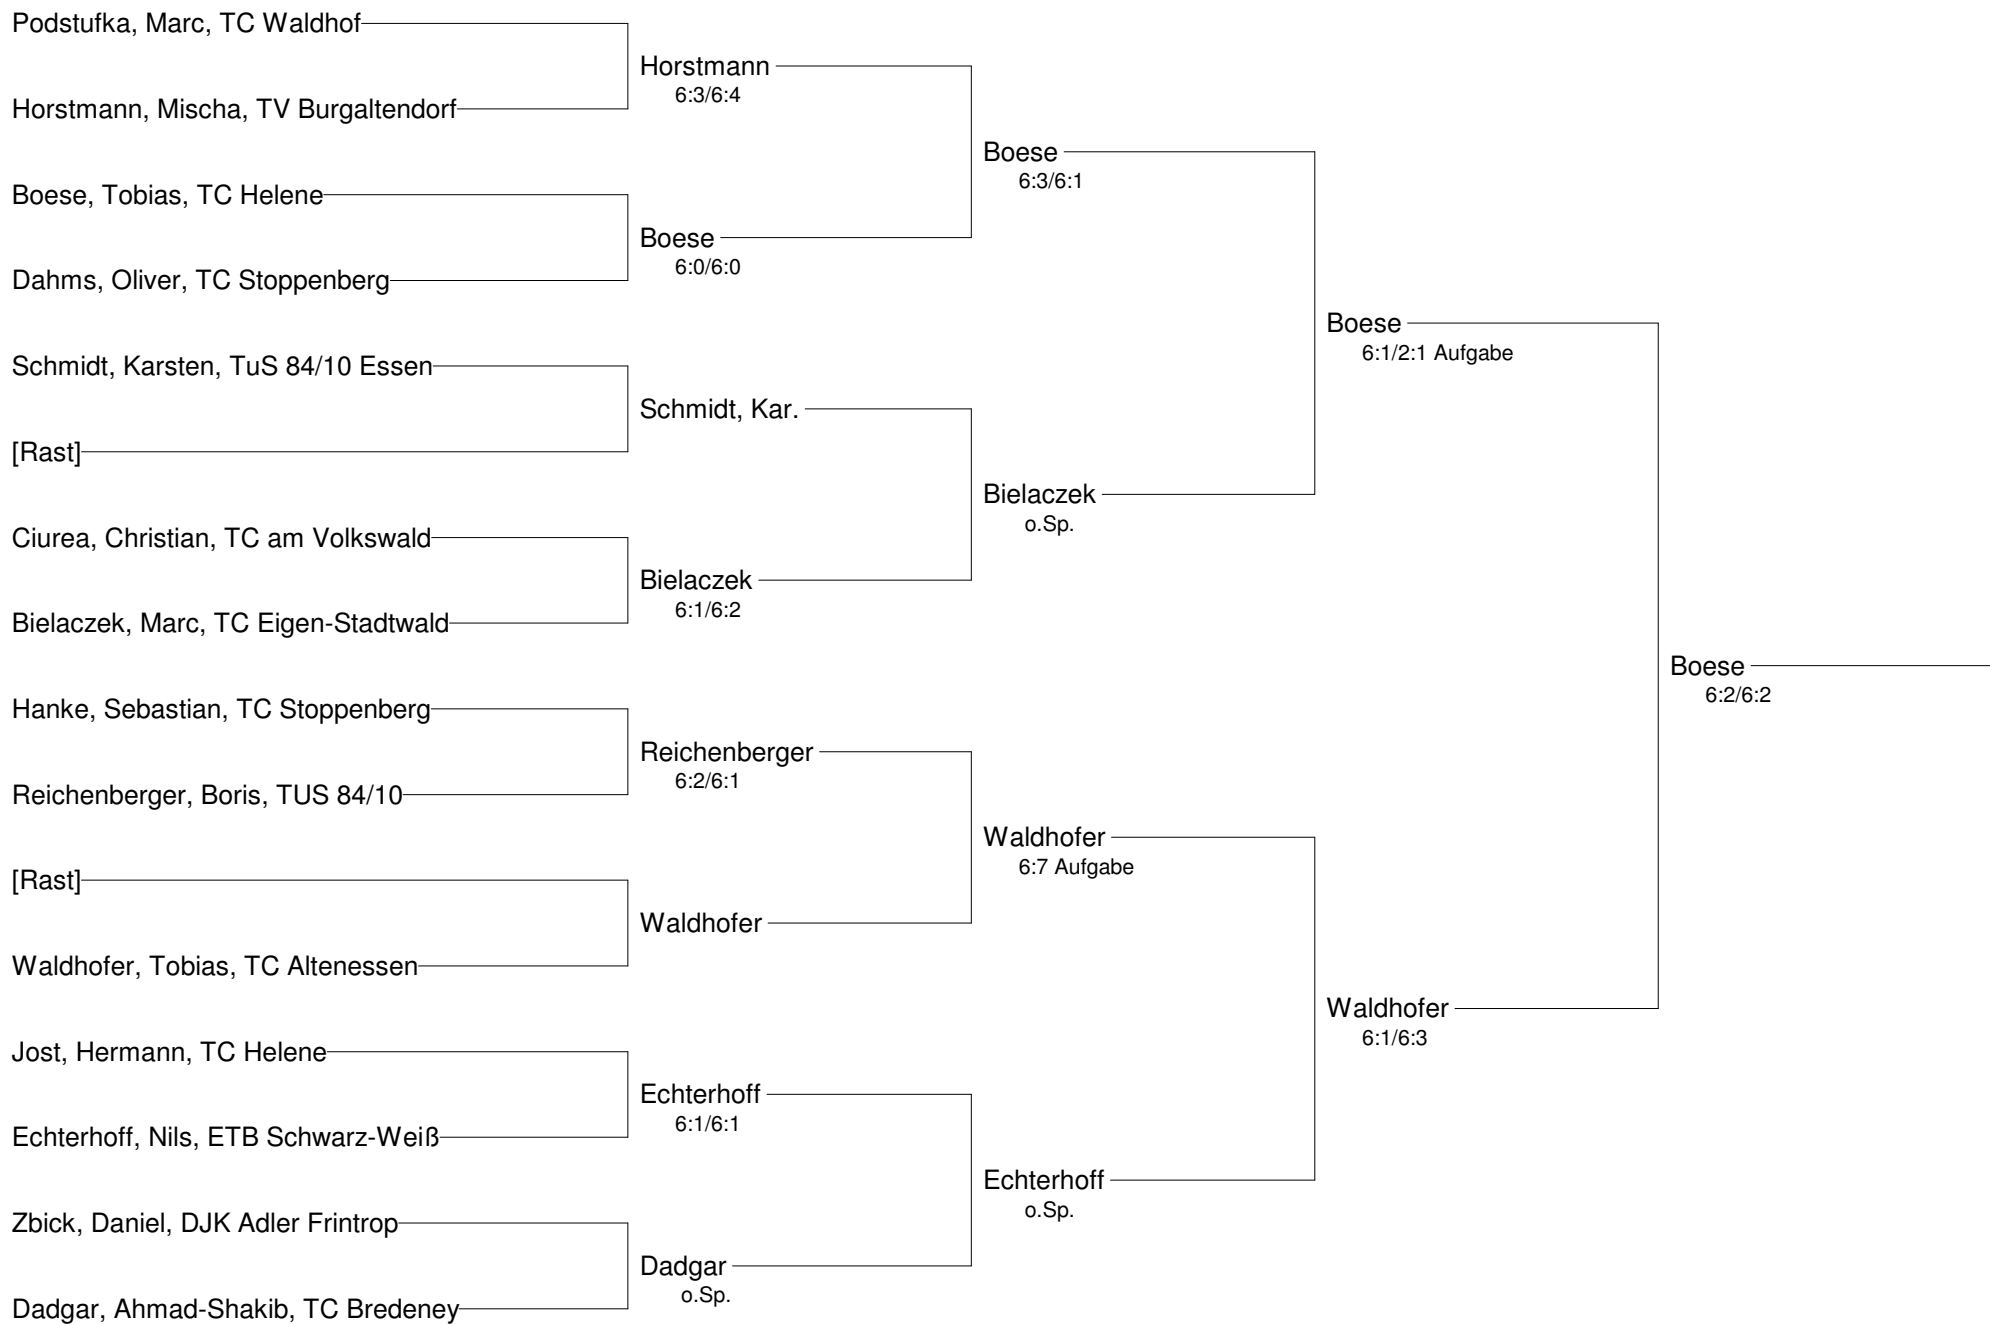 Podstufka, Marc, TC Waldhof
Horstmann, Mischa, TV Burgaltendorf
Boese, Tobias, TC Helene
Dahms, Oliver, TC Stoppenberg
Schmidt, Karsten, TuS 84/10 Essen
[Rast]
Ciurea, Christian, TC am Volkswald
Bielaczek, Marc, TC Eigen-Stadtwald
Hanke, Sebastian, TC Stoppenberg
Reichenberger, Boris, TUS 84/10
[Rast]
Waldhofer, Tobias, TC Altenessen
Jost, Hermann, TC Helene
Echterhoff, Nils, ETB Schwarz-Weiß
Zbick, Daniel, DJK Adler Frintrop
Dadgar, Ahmad-Shakib, TC Bredeney
Horstmann
6:3/6:4
Boese
6:0/6:0
Schmidt, Kar.
Bielaczek
6:1/6:2
Reichenberger
6:2/6:1
Waldhofer
Echterhoff
6:1/6:1
Dadgar
o.Sp.
Boese
6:3/6:1
Bielaczek
o.Sp.
Waldhofer
6:7 Aufgabe
Echterhoff
o.Sp.
Boese
6:1/2:1 Aufgabe
Waldhofer
6:1/6:3
Boese
6:2/6:2